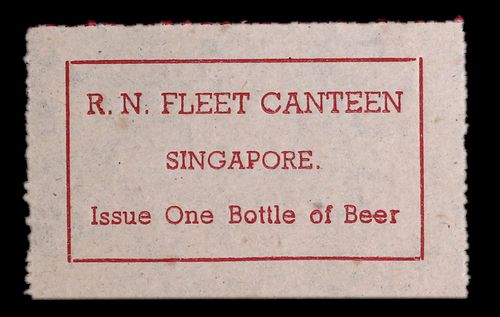 R. N. FLEET CANTEEN
SINGAPORE.
Issue One Bottle of Beer